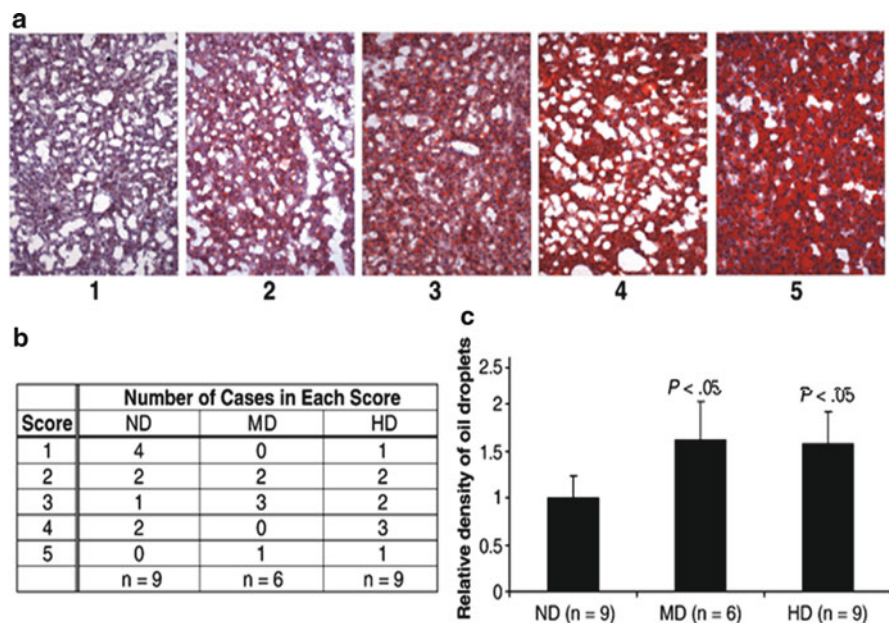 a
1 2 3 4 5
b
Number of Cases in Each Score
Score ND MD HD
1 4 0 1
2 2 2 2
3 1 3 2
4 2 0 3
5 0 1 1
n = 9 n = 6 n = 9
c
Relative density of oil droplets
2.5
2
1.5
1
0.5
0
P < .05
P < .05
ND (n = 9) MD (n = 6) HD (n = 9)